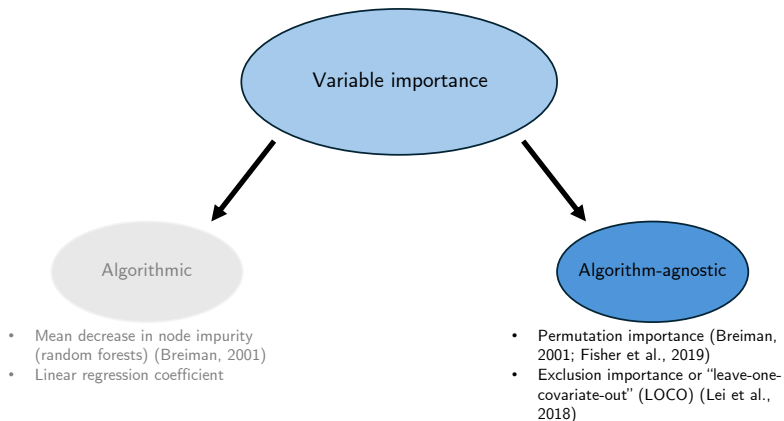 Variable importance
Algorithmic
• Mean decrease in node impurity
(random forests) (Breiman, 2001)
• Linear regression coefficient
Algorithm-agnostic
• Permutation importance (Breiman,
2001; Fisher et al., 2019)
• Exclusion importance or “leave-one-
covariate-out” (LOCO) (Lei et al.,
2018)